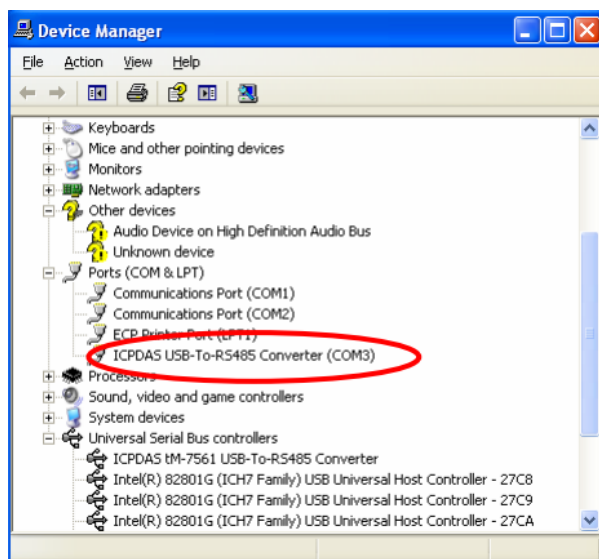 Device Manager
File Action View Help
Keyboards
Mice and other pointing devices
Monitors
Network adapters
Other devices
Audio Device on High Definition Audio Bus
Unknown device
Ports (COM & LPT)
Communications Port (COM1)
Communications Port (COM2)
ECP Printer Port (LPT1)
ICPDAS USB-To-RS485 Converter (COM3)
Processors
Sound, video and game controllers
System devices
Universal Serial Bus controllers
ICPDAS tM-7561 USB-To-RS485 Converter
Intel(R) 82801G (ICH7 Family) USB Universal Host Controller - 27C8
Intel(R) 82801G (ICH7 Family) USB Universal Host Controller - 27C9
Intel(R) 82801G (ICH7 Family) USB Universal Host Controller - 27CA